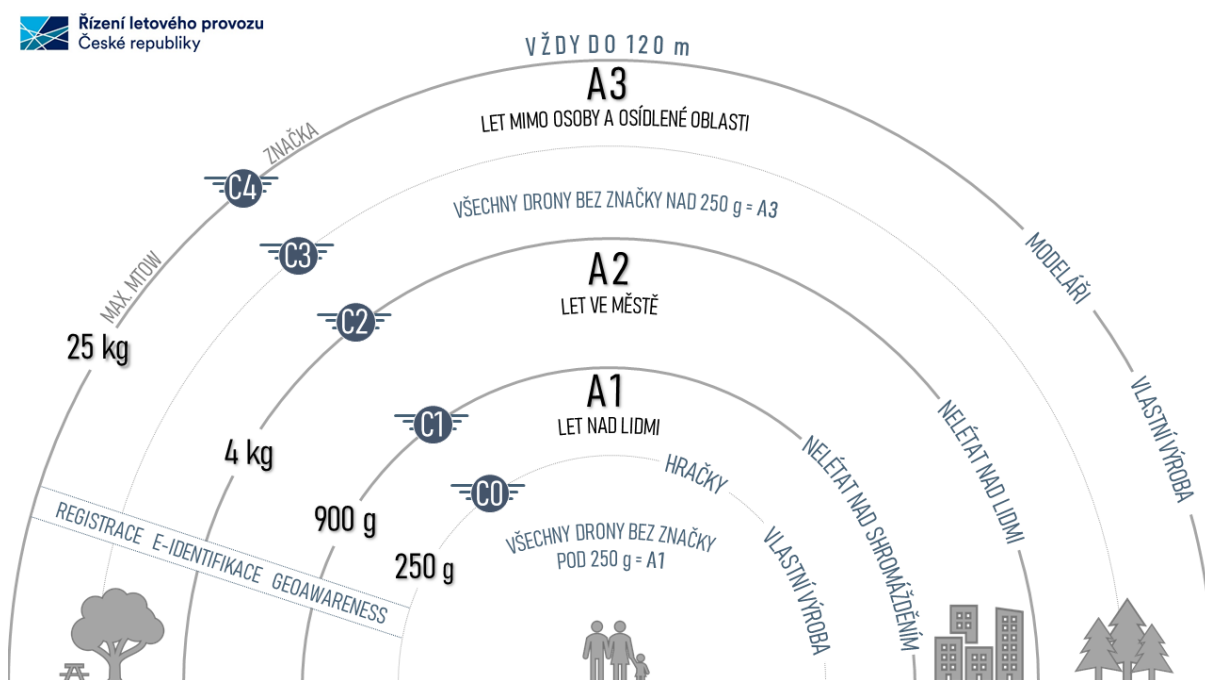 Řízení letového provozu
České republiky
VŽDY DO 120 m
A3
LET MIMO OSOBY A OSÍDLENÉ OBLASTI
ZNAČKA
C4
VŠECHNY DRONY BEZ ZNAČKY NAD 250 g = A3
C3
MODELÁŘI
MAX. MTOW
A2
LET VE MĚSTĚ
C2
25 kg
A1
LET NAD LIDMI
VLASTNÍ VÝROBA
C1
NELÉTAT NAD LIDMI
4 kg
NELÉTAT NAD SHROMÁŽDĚNÍM
HRAČKY
C0
900 g
VŠECHNY DRONY BEZ ZNAČKY
POD 250 g = A1
250 g
VLASTNÍ VÝROBA
REGISTRACE E-IDENTIFIKACE GEOAWARENESS